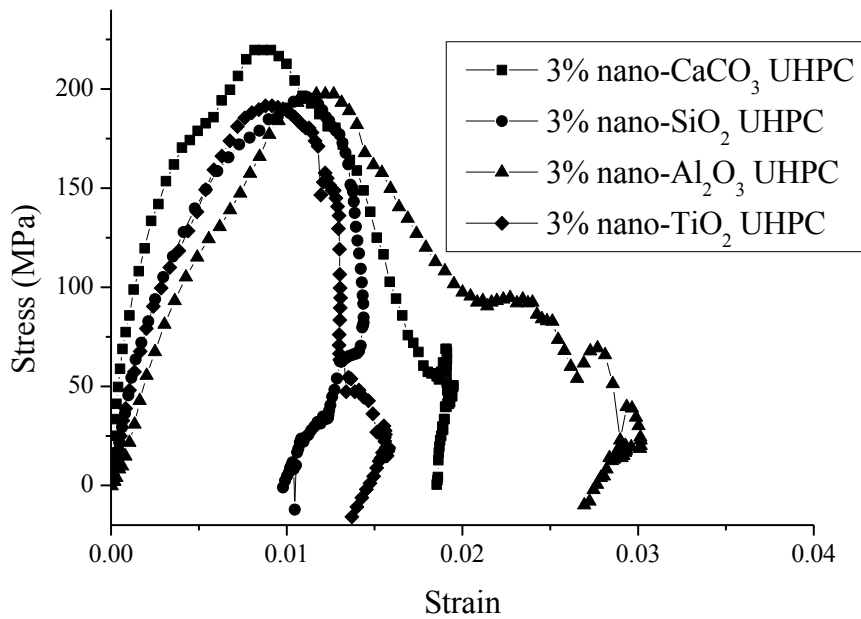 3% nano-CaCO₃ UHPC
3% nano-SiO₂ UHPC
3% nano-Al₂O₃ UHPC
3% nano-TiO₂ UHPC
Stress (MPa)
200
150
100
50
0
0.00 0.01 0.02 0.03 0.04
Strain